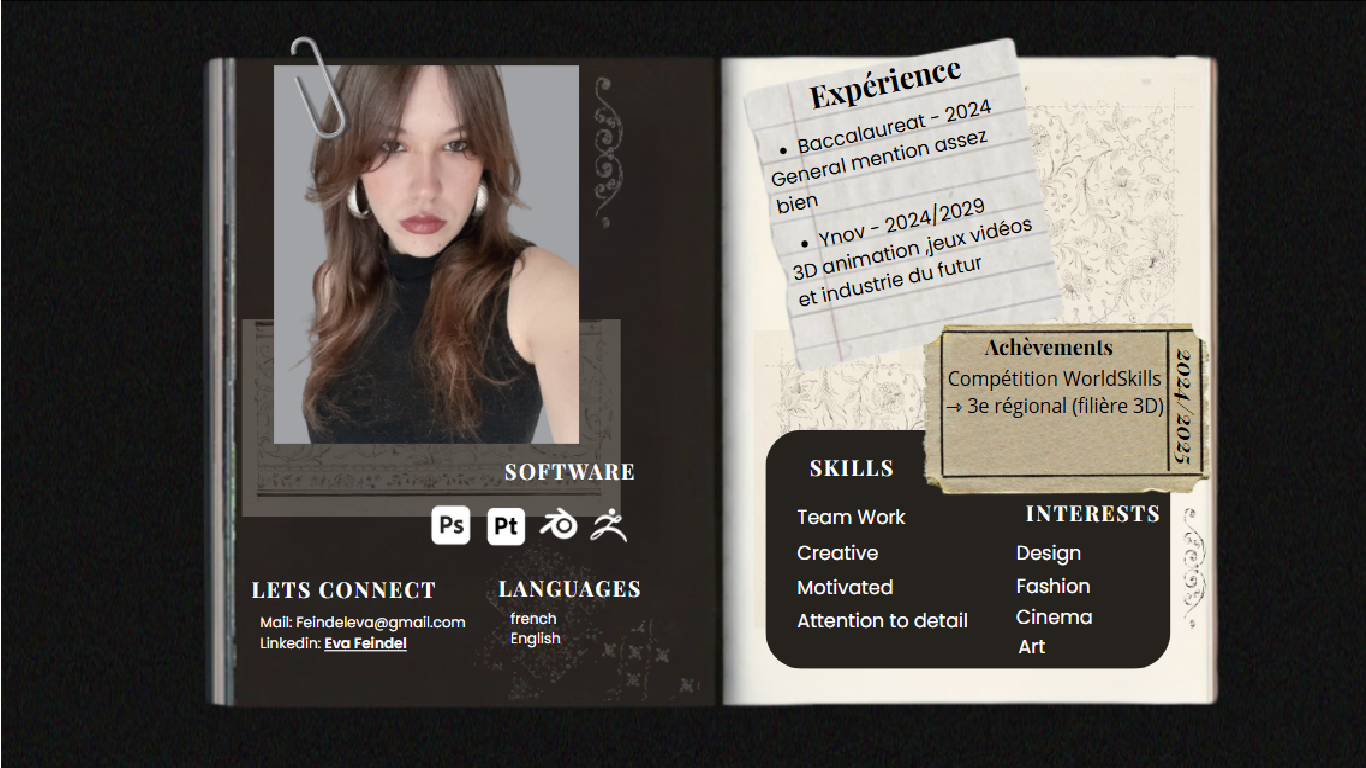 SOFTWARE
Ps
Pt
LETS CONNECT
Mail: Feindeleva@gmail.com
Linkedin: Eva Feindel
LANGUAGES
french
English
Expérience
• Baccalaureat - 2024
General mention assez
bien
• Ynov - 2024/2029
3D animation ,jeux vidéos
et industrie du futur
Achèvements
Compétition WorldSkills
→ 3e régional (filière 3D)
2024/2025
SKILLS
Team Work
Creative
Motivated
Attention to detail
INTERESTS
Design
Fashion
Cinema
Art